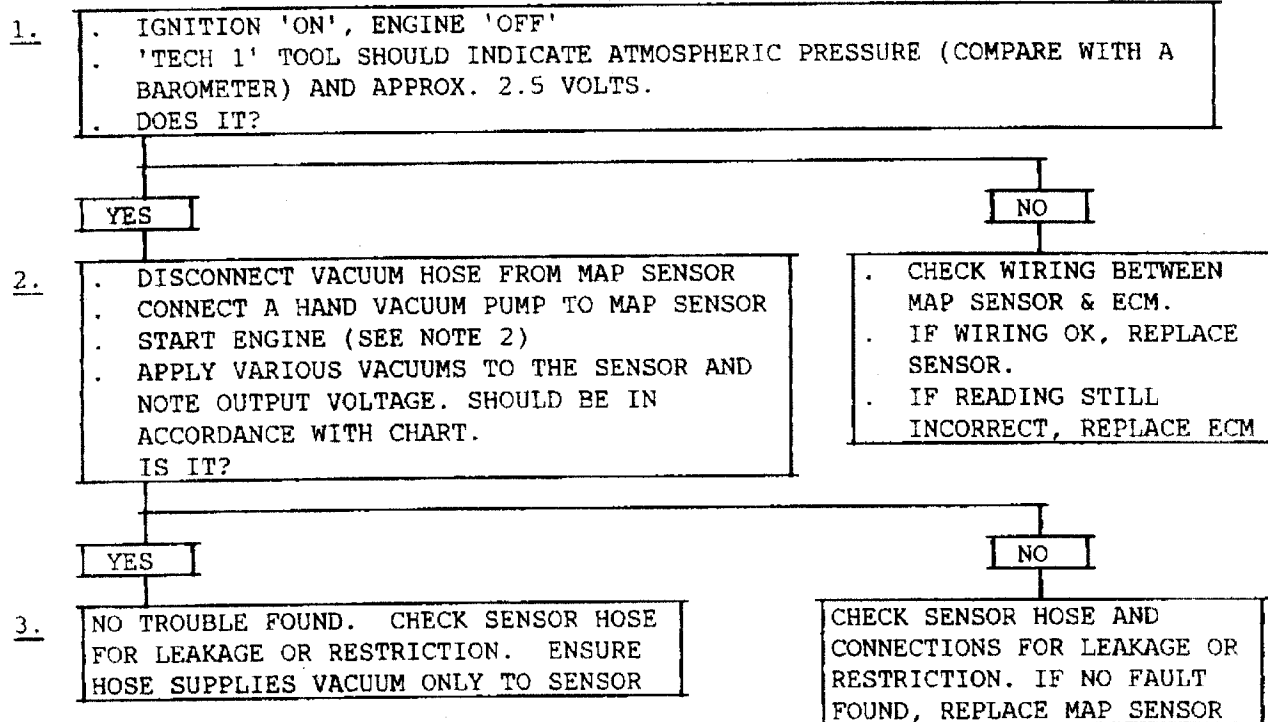 1.
. IGNITION 'ON', ENGINE 'OFF'
. 'TECH 1' TOOL SHOULD INDICATE ATMOSPHERIC PRESSURE (COMPARE WITH A
BAROMETER) AND APPROX. 2.5 VOLTS.
. DOES IT?
YES
NO
2.
. DISCONNECT VACUUM HOSE FROM MAP SENSOR
. CONNECT A HAND VACUUM PUMP TO MAP SENSOR
. START ENGINE (SEE NOTE 2)
. APPLY VARIOUS VACUUMS TO THE SENSOR AND
NOTE OUTPUT VOLTAGE. SHOULD BE IN
ACCORDANCE WITH CHART.
IS IT?
. CHECK WIRING BETWEEN
MAP SENSOR & ECM.
. IF WIRING OK, REPLACE
SENSOR.
. IF READING STILL
INCORRECT, REPLACE ECM
YES
NO
3.
NO TROUBLE FOUND. CHECK SENSOR HOSE
FOR LEAKAGE OR RESTRICTION. ENSURE
HOSE SUPPLIES VACUUM ONLY TO SENSOR
CHECK SENSOR HOSE AND
CONNECTIONS FOR LEAKAGE OR
RESTRICTION. IF NO FAULT
FOUND, REPLACE MAP SENSOR